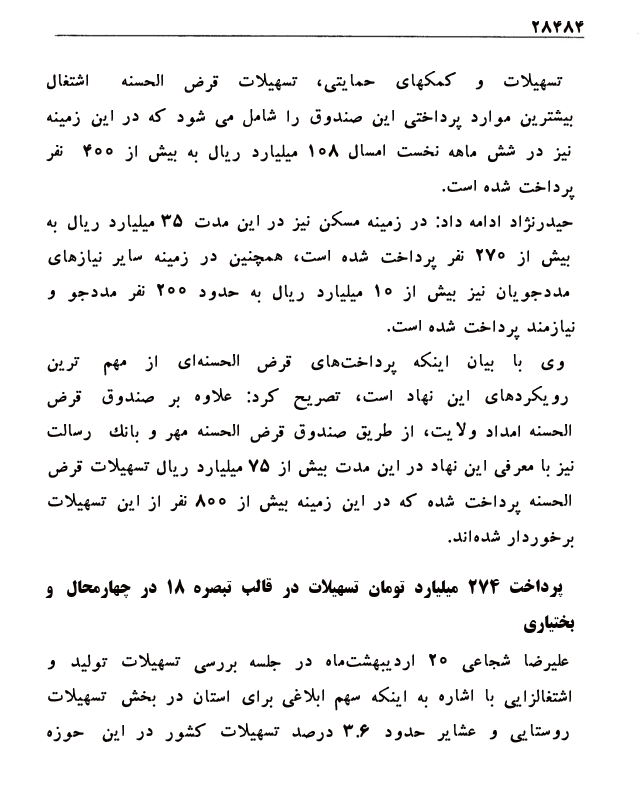 ۲۸۴۸۴
تسهیلات و کمکهای حمایتی، تسهیلات قرض الحسنه اشتغال
بیشترین موارد پرداختی این صندوق را شامل می شود که در این زمینه
نیز در شش ماهه نخست امسال ۱۰۸ میلیارد ریال به بیش از ۴۰۰ نفر
پرداخت شده است.
حیدرنژاد ادامه داد: در زمینه مسکن نیز در این مدت ۳۵ میلیارد ریال به
بیش از ۲۷۰ نفر پرداخت شده است، همچنین در زمینه سایر نیازهای
مددجویان نیز بیش از ۱۰ میلیارد ریال به حدود ۲۰۰ نفر مددجو و
نیازمند پرداخت شده است.
وی با بیان اینکه پرداخت‌های قرض الحسنه‌ای از مهم ترین
رویکردهای این نهاد است، تصریح کرد: علاوه بر صندوق قرض
الحسنه امداد ولایت، از طریق صندوق قرض الحسنه مهر و بانك رسالت
نیز با معرفی این نهاد در این مدت بیش از ۷۵ میلیارد ریال تسهیلات قرض
الحسنه پرداخت شده که در این زمینه بیش از ۸۰۰ نفر از این تسهیلات
برخوردار شده‌اند.
پرداخت ۲۷۴ میلیارد تومان تسهیلات در قالب تبصره ۱۸ در چهارمحال و
بختیاری
علیرضا شجاعی ۲۰ اردیبهشت‌ماه در جلسه بررسی تسهیلات تولید و
اشتغالزایی با اشاره به اینکه سهم ابلاغی برای استان در بخش تسهیلات
روستایی و عشایر حدود ۳.۶ درصد تسهیلات کشور در این حوزه